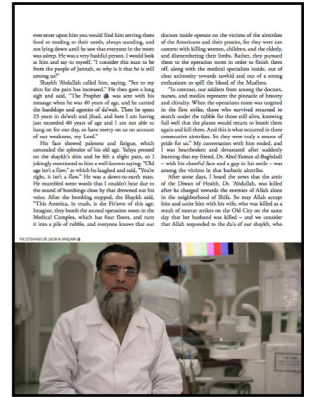 ever more upon him you would find him serving them
food or tending to their needs, always standing, and
not lying down until he saw that everyone in the room
was asleep. He was a very bashful person. I would look
at him and say to myself, "I consider this man to be
from the people of Jannah, so why is it that he is still
among us?"
Shaykh Abdullah called him, saying, "See to my
shin for the pain has increased." He then gave a long
sigh and said, "The Prophet ﷺ was sent with his
message when he was 40 years of age, and he carried
the hardships and agonies of da'wah. Then he spent
23 years in da'wah and jihad, and here I am having
just exceeded 40 years of age and I am not able to
bang on for one day, so have mercy on us on account
of our weakness, my Lord."
His face showed paleness and fatigue, which
concealed the splendor of his old age. Yahya pressed
on the shaykh's shin and he felt a slight pain, so I
jokingly mentioned to him a well-known saying "Old
age isn't a flaw," at which he laughed and said, "You're
right, it isn't a flaw." He was a down-to-earth man.
He mumbled some words that I couldn't hear due to
the sound of bombings close by that drowned out his
voice. After the bombing stopped, the Shaykh said,
"This America, in truth, is the Fir'awn of this age.
Imagine, they bomb the second operation room in the
Medical Complex, which has four floors, and turn
it into a pile of rubble, and everyone knows that our
doctors inside operate on the victims of the airstrikes
of the Americans and their proxies, for they were not
content with killing women, children, and the elderly,
and dismembering their limbs. Rather, they pursued
them to the operation room in order to finish them
off, along with the medical specialists inside, out of
clear animosity towards tawhid and out of a strong
enthusiasm to spill the blood of the Muslims.
"In contrast, our soldiers from among the doctors,
nurses, and medics represent the pinnacle of bravery
and chivalry. When the operations room was targeted
in the first strike, those who survived returned to
search under the rubble for those still alive, knowing
full well that the planes would return to bomb them
again and kill them. And this is what occurred in three
consecutive airstrikes. So they were truly a source of
pride for us." My conversation with him ended, and
I was heartbroken and devastated after suddenly
learning that my friend, Dr. Abul-Yaman al-Baghdadi
– with his cheerful face and a gap in his smile – was
among the victims in that barbaric airstrike.
After some days, I heard the news that the amir
of the Diwan of Health, Dr. Abdullah, was killed
after he charged towards the enemies of Allah alone
in the neighborhood of Shifa. So may Allah accept
him and unite him with his wife, who was killed as a
result of mortar strikes on the Old City on the same
day that her husband was killed – and we consider
that Allah responded to the du'a of our shaykh, who